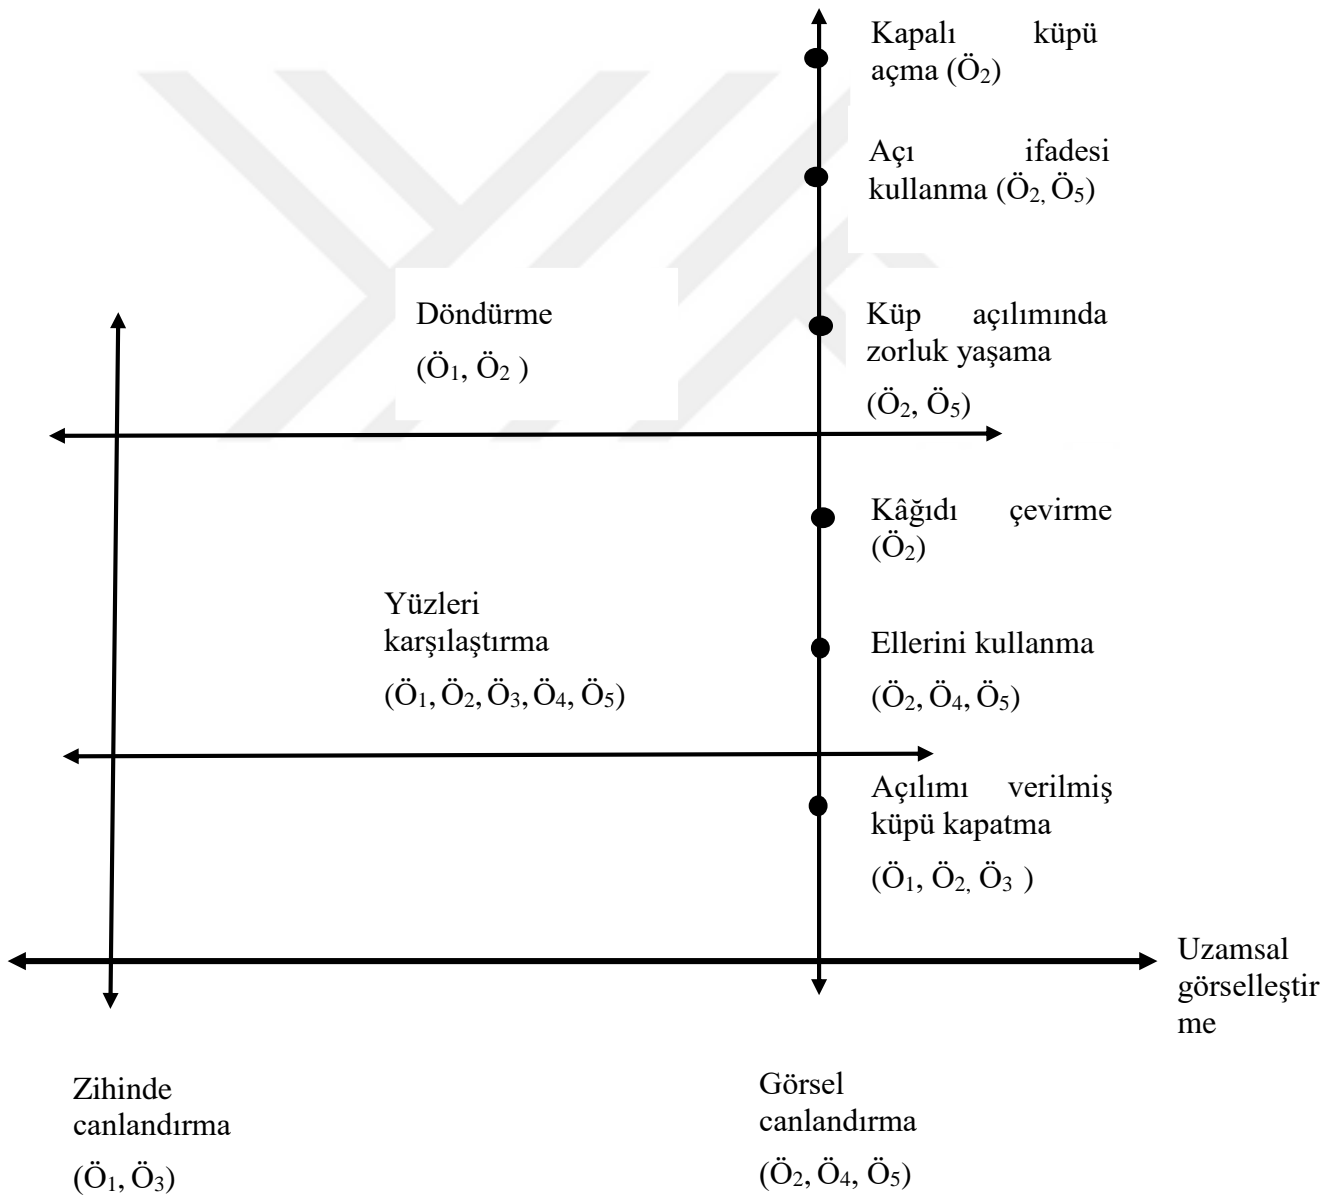 Kapalı küpü
açma (Ö2)
Açı ifadesi
kullanma (Ö2, Ö5)
Döndürme
(Ö1, Ö2 )
Küp açılımında
zorluk yaşama
(Ö2, Ö5)
Kâğıdı çevirme
(Ö2)
Yüzleri
karşılaştırma
(Ö1, Ö2, Ö3, Ö4, Ö5)
Ellerini kullanma
(Ö2, Ö4, Ö5)
Açılımı verilmiş
küpü kapatma
(Ö1, Ö2, Ö3 )
Uzamsal
görselleştir
me
Zihinde
canlandırma
(Ö1, Ö3)
Görsel
canlandırma
(Ö2, Ö4, Ö5)